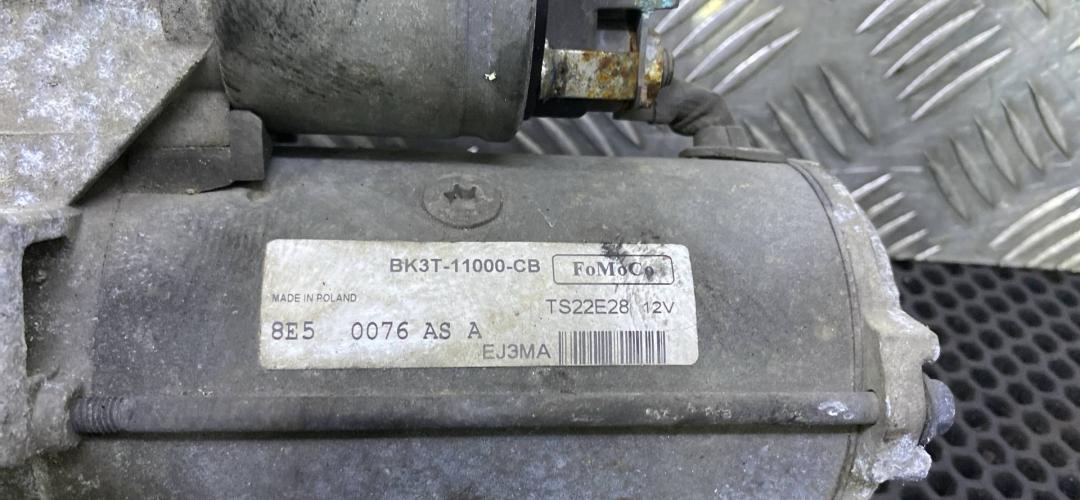 BK3T-11000-CB FoMoCo
MADE IN POLAND
TS22E28 12V
8E5 0076 AS A
EJ3MA